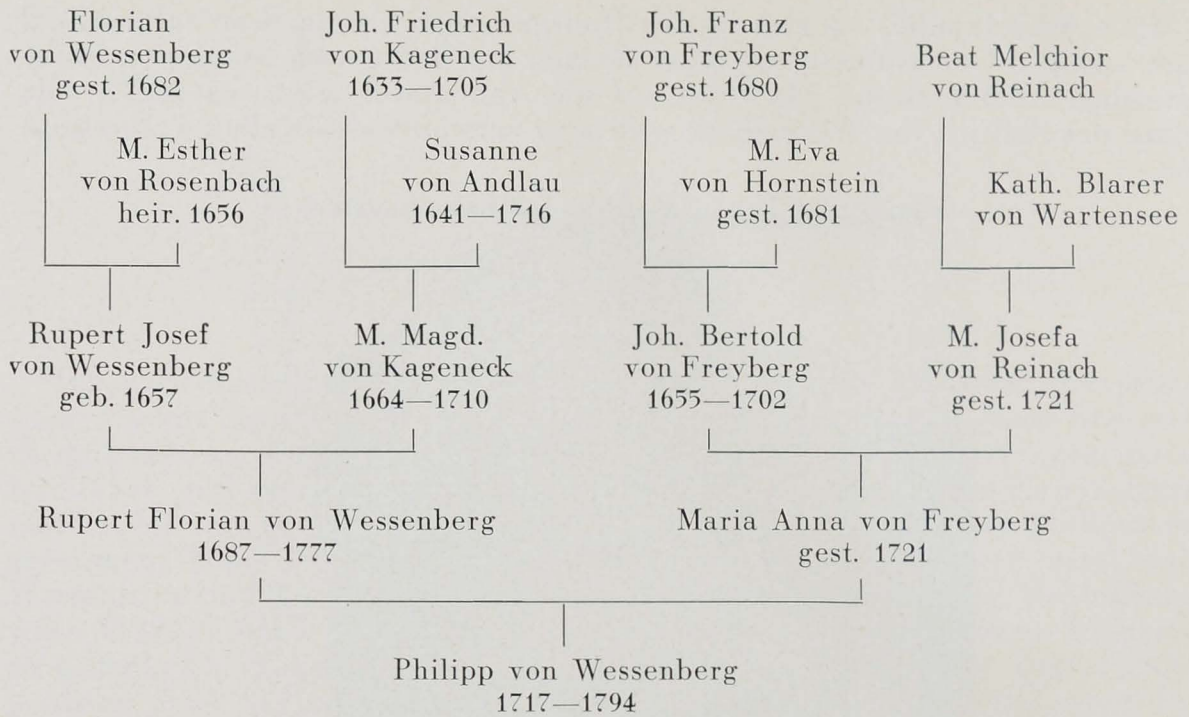 Florian
von Wessenberg
gest. 1682
Joh. Friedrich
von Kageneck
1633—1705
Joh. Franz
von Freyberg
gest. 1680
Beat Melchior
von Reinach
M. Esther
von Rosenbach
heir. 1656
Susanne
von Andlau
1641—1716
M. Eva
von Hornstein
gest. 1681
Kath. Blarer
von Wartensee
Rupert Josef
von Wessenberg
geb. 1657
M. Magd.
von Kageneck
1664—1710
Joh. Bertold
von Freyberg
1655—1702
M. Josefa
von Reinach
gest. 1721
Rupert Florian von Wessenberg
1687—1777
Maria Anna von Freyberg
gest. 1721
Philipp von Wessenberg
1717—1794